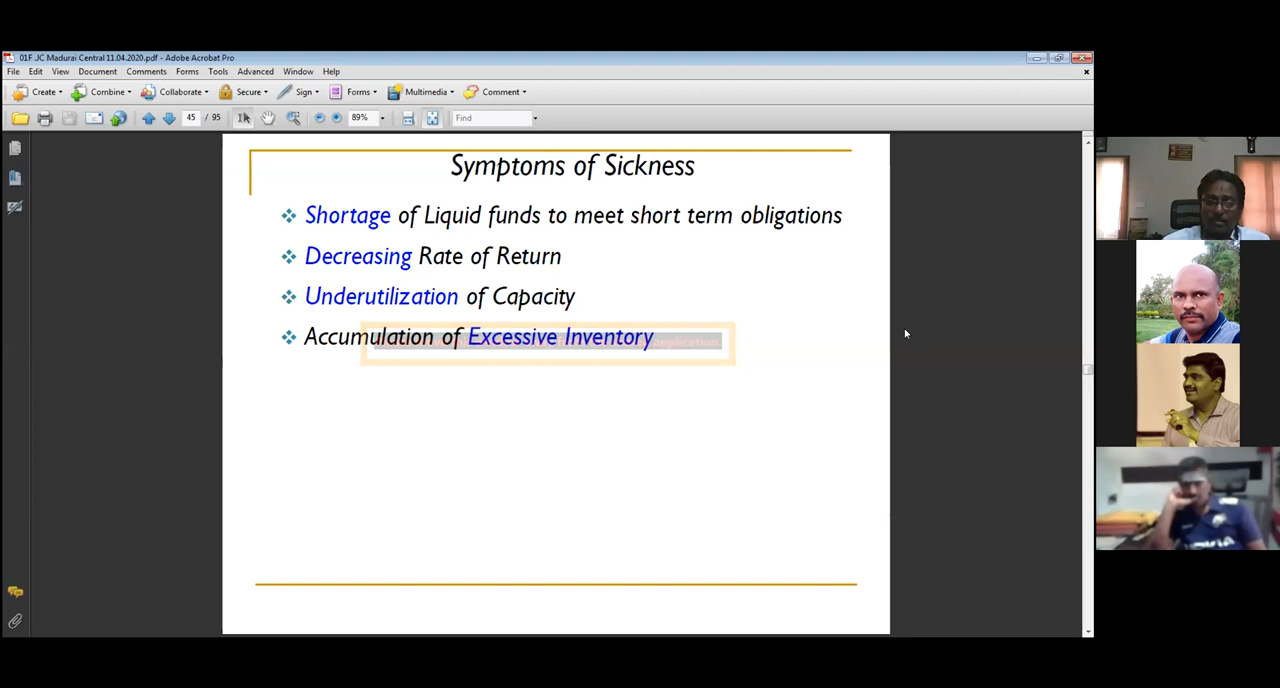 01F .JC Madurai Central 11.04.2020.pdf - Adobe Acrobat Pro
File Edit View Document Comments Forms Tools Advanced Window Help
Create Combine Collaborate Secure Sign Forms Multimedia Comment
45 / 95 89% Find
Symptoms of Sickness
Shortage of Liquid funds to meet short term obligations
Decreasing Rate of Return
Underutilization of Capacity
Accumulation of Excessive Inventory
application.